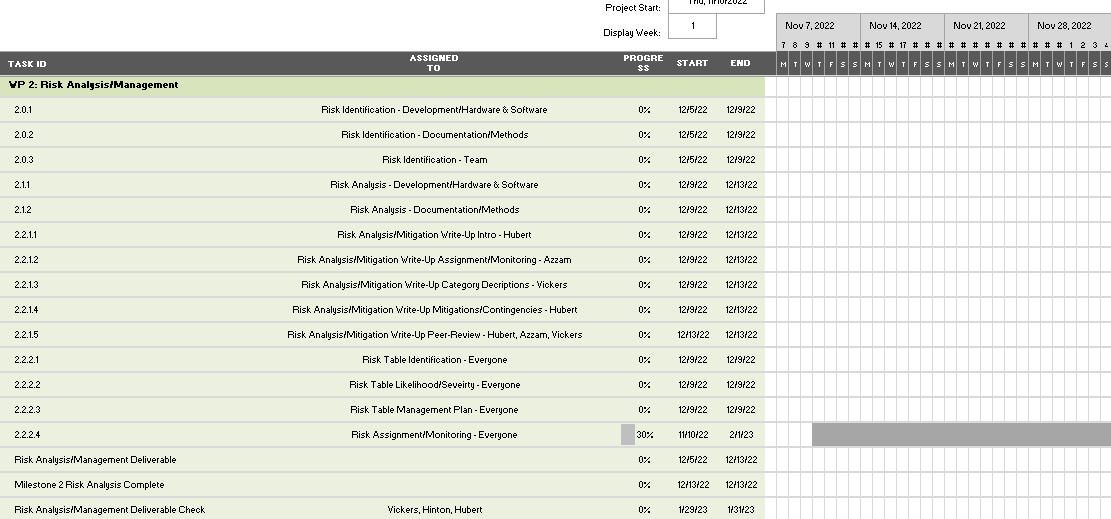 Project Start:
Display Week: 1
Nov 7, 2022 Nov 14, 2022 Nov 21, 2022 Nov 28, 2022
7 8 9 # 11 # # # 15 # 17 # # # # # # # # # # # # # 1 2 3 4
TASK ID ASSIGNED TO PROGRESS START END M T W T F S S M T W T F S S M T W T F S S M T W T F S S
WP 2: Risk Analysis/Management
2.0.1 Risk Identification - Development/Hardware & Software 0% 12/5/22 12/9/22
2.0.2 Risk Identification - Documentation/Methods 0% 12/5/22 12/9/22
2.0.3 Risk Identification - Team 0% 12/5/22 12/9/22
2.1.1 Risk Analysis - Development/Hardware & Software 0% 12/9/22 12/13/22
2.1.2 Risk Analysis - Documentation/Methods 0% 12/9/22 12/13/22
2.2.1.1 Risk Analysis/Mitigation Write-Up Intro - Hubert 0% 12/9/22 12/13/22
2.2.1.2 Risk Analysis/Mitigation Write-Up Assignment/Monitoring - Azzam 0% 12/9/22 12/13/22
2.2.1.3 Risk Analysis/Mitigation Write-Up Category Decriptions - Vickers 0% 12/9/22 12/13/22
2.2.1.4 Risk Analysis/Mitigation Write-Up Mitigations/Contingencies - Hubert 0% 12/9/22 12/13/22
2.2.1.5 Risk Analysis/Mitigation Write-Up Peer-Review - Hubert, Azzam, Vickers 0% 12/13/22 12/13/22
2.2.2.1 Risk Table Identification - Everyone 0% 12/9/22 12/9/22
2.2.2.2 Risk Table Likelihood/Seveirty - Everyone 0% 12/9/22 12/9/22
2.2.2.3 Risk Table Management Plan - Everyone 0% 12/9/22 12/9/22
2.2.2.4 Risk Assignment/Monitoring - Everyone 30% 11/10/22 2/1/23
Risk Analysis/Management Deliverable 0% 12/5/22 12/13/22
Milestone 2 Risk Analysis Complete 0% 12/13/22 12/13/22
Risk Analysis/Management Deliverable Check Vickers, Hinton, Hubert 0% 1/29/23 1/31/23